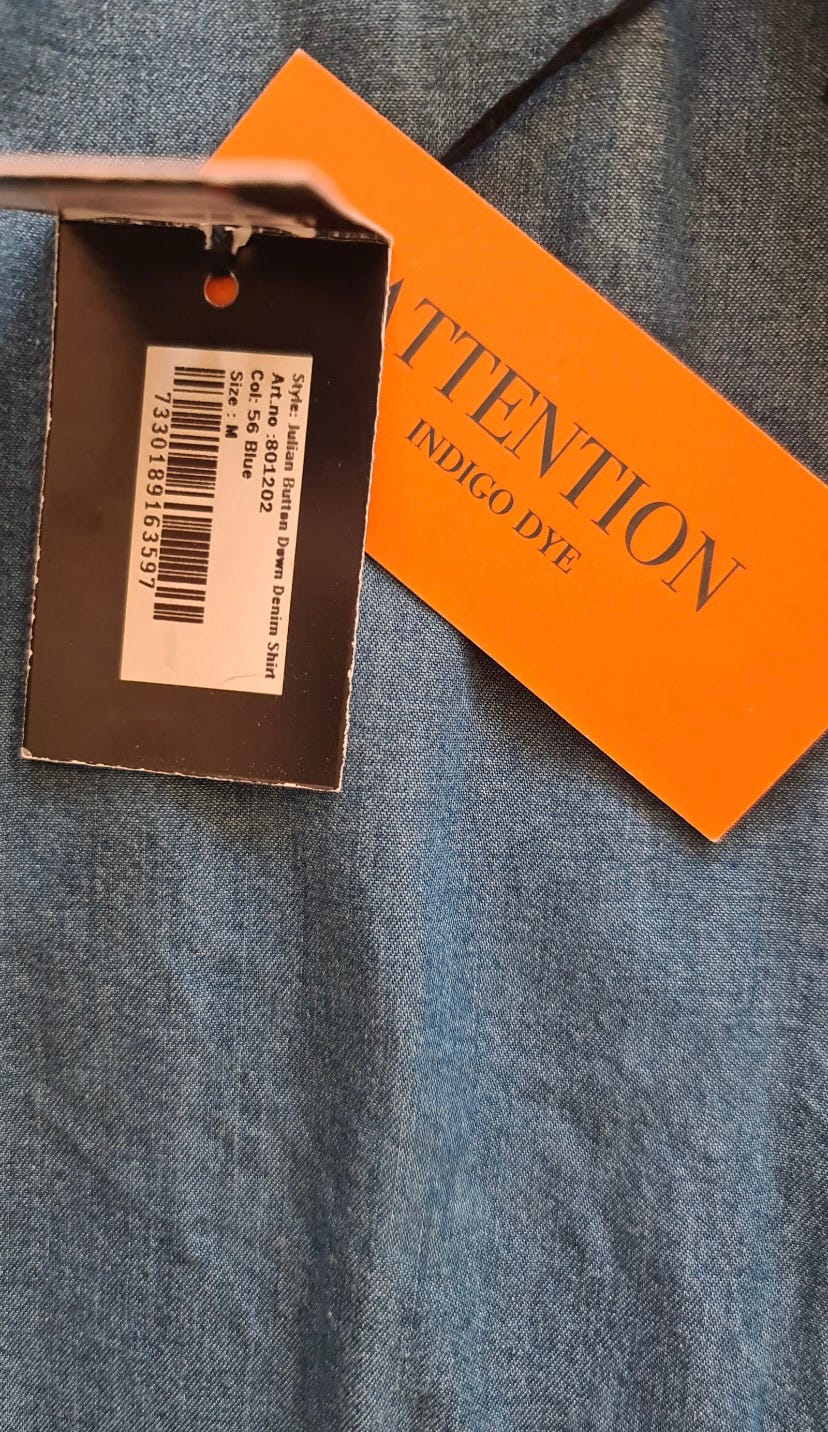 Style: Julian Button Down Denim Shirt
Art.no :801202
Col: 56 Blue
Size : M
7330189163597
ATTENTION
INDIGO DYE